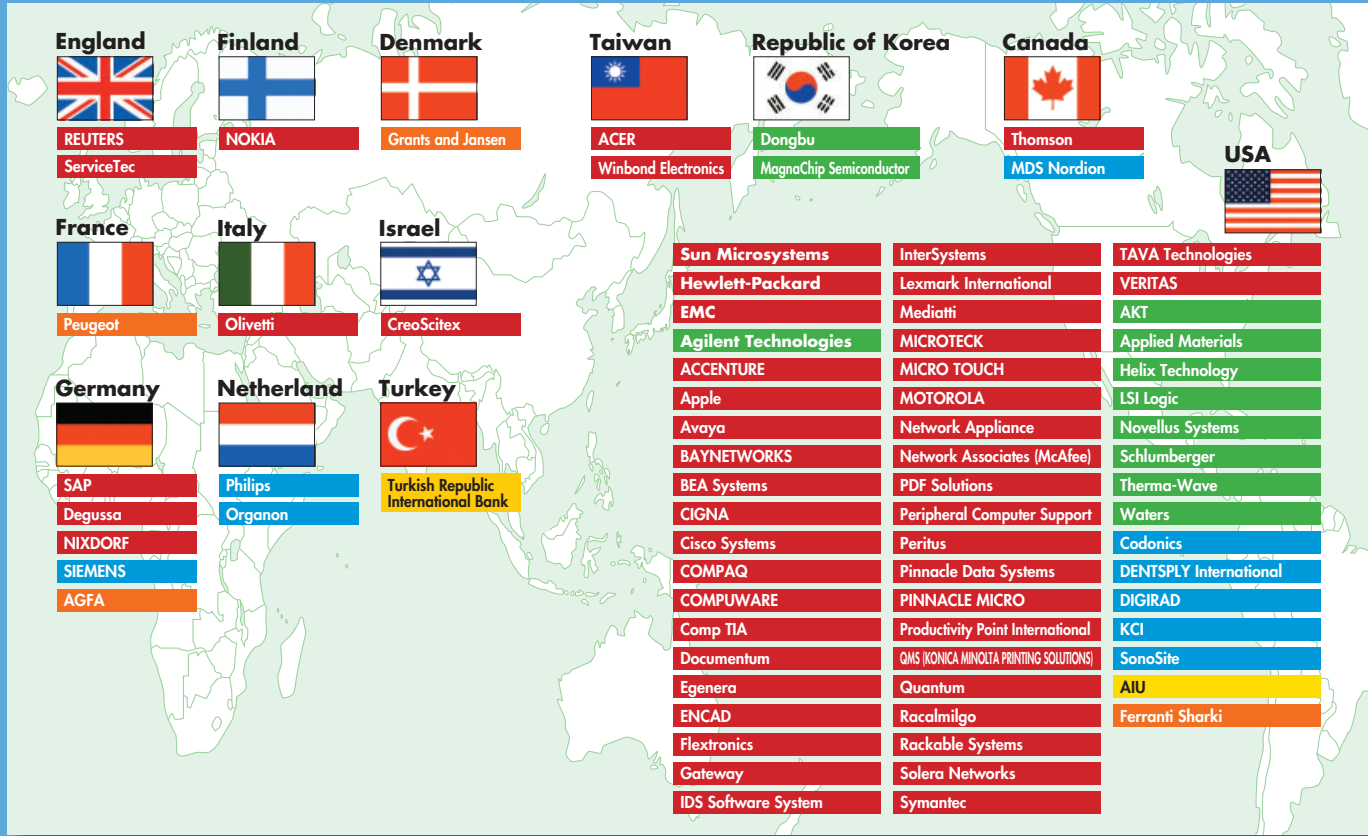 England
REUTERS
ServiceTec
Finland
NOKIA
Denmark
Grants and Jansen
Taiwan
ACER
Winbond Electronics
Republic of Korea
Dongbu
MagnaChip Semiconductor
Canada
Thomson
MDS Nordion
France
Peugeot
Italy
Olivetti
Israel
CreoScitex
Germany
SAP
Degussa
NIXDORF
SIEMENS
AGFA
Netherland
Philips
Organon
Turkey
Turkish Republic
International Bank
USA
Sun Microsystems
Hewlett-Packard
EMC
Agilent Technologies
ACCENTURE
Apple
Avaya
BAYNETWORKS
BEA Systems
CIGNA
Cisco Systems
COMPAQ
COMPUWARE
Comp TIA
Documentum
Egenera
ENCAD
Flextronics
Gateway
IDS Software System
InterSystems
Lexmark International
Mediatti
MICROTECK
MICRO TOUCH
MOTOROLA
Network Appliance
Network Associates (McAfee)
PDF Solutions
Peripheral Computer Support
Peritus
Pinnacle Data Systems
PINNACLE MICRO
Productivity Point International
QMS (KONICA MINOLTA PRINTING SOLUTIONS)
Quantum
Racalmilgo
Rackable Systems
Solera Networks
Symantec
TAVA Technologies
VERITAS
AKT
Applied Materials
Helix Technology
LSI Logic
Novellus Systems
Schlumberger
Therma-Wave
Waters
Codonics
DENTSPLY International
DIGIRAD
KCI
SonoSite
AIU
Ferranti Sharki